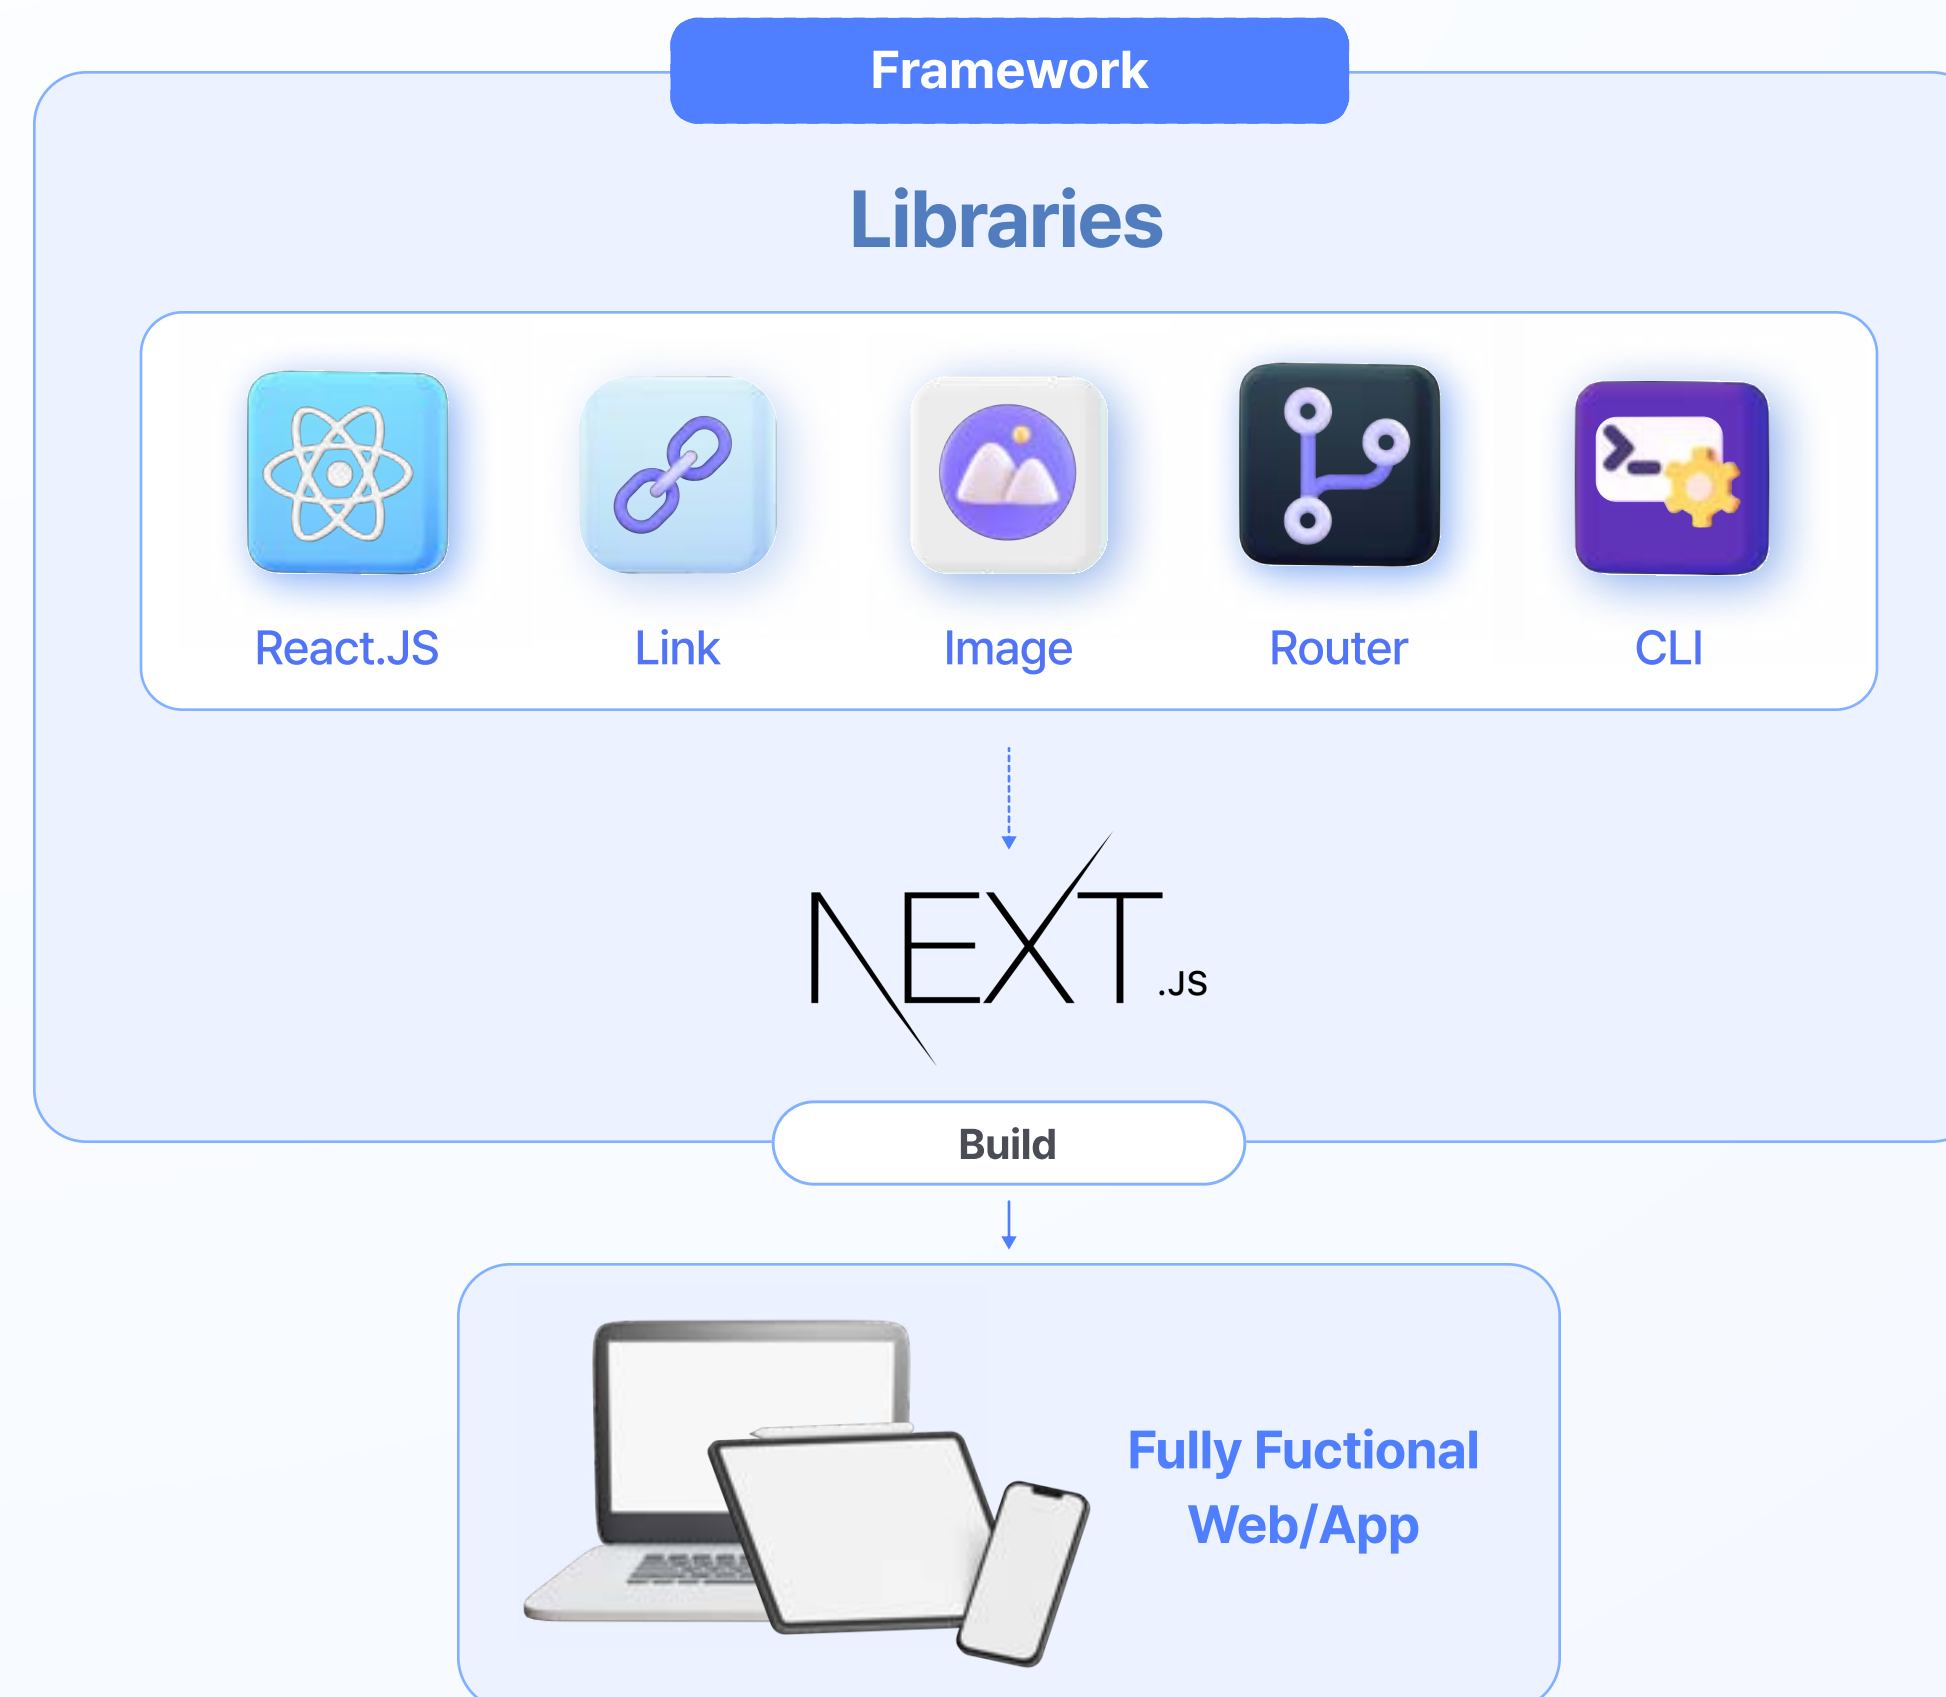 Framework
Libraries
React.JS
Link
Image
Router
CLI
NEXT.JS
Build
Fully Fuctional
Web/App